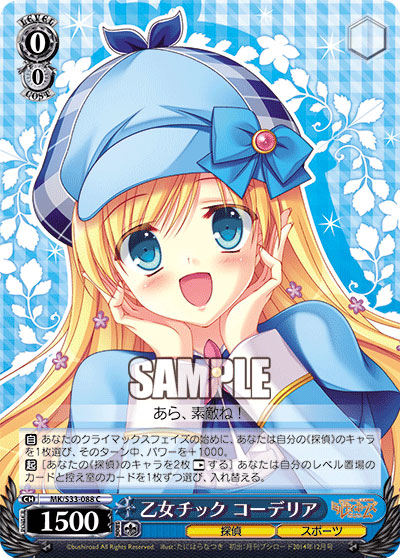 LEVEL
0
0
COST
SAMPLE
あら、素敵ね！
自 あなたのクライマックスフェイズの始めに、あなたは自分の《探偵》のキャラ
を1枚選び、そのターン中、パワーを＋1000。
起 ［あなたの《探偵》のキャラを2枚 する］ あなたは自分のレベル置場の
カードと控え室のカードを1枚ずつ選び、入れ替える。
CH MK/S33-088 C
1500
乙女チック コーデリア
探偵 スポーツ
©bushiroad All Rights Reserved. illust:たにはらなつき 初出:月刊ブシロード 2014年12月号